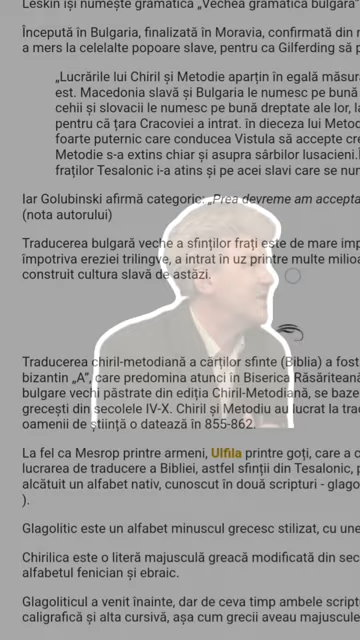 Leskin își numește gramatica „Vechea gramatica bulgara”
Începută în Bulgaria, finalizată în Moravia, confirmată din
a mers la celelalte popoare slave, pentru ca Gilferding să p
„Lucrările lui Chiril și Metodie aparțin în egală măsur
est. Macedonia slavă și Bulgaria le numesc pe bună
cehii și slovacii le numesc pe bună dreptate ale lor, l
pentru că țara Cracoviei a intrat. în dieceza lui Metod
foarte puternic care conducea Vistula să accepte cre
Metodie s-a extins chiar și asupra sârbilor lusacieni.Î
fraților Tesalonic i-a atins și pe acei slavi care se nur
Iar Golubinski afirmă categoric: „Prea devreme am accepta
(nota autorului)
Traducerea bulgară veche a sfinților frați este de mare imp
împotriva ereziei trilingve, a intrat în uz printre multe milioa
construit cultura slavă de astăzi.
Traducerea chiril-metodiană a cărților sfinte (Biblia) a fost
bizantin „A”, care predomina atunci în Biserica Răsăriteană
bulgare vechi păstrate din ediția Chiril-Metodiană, se baze
grecești din secolele IV-X. Chiril și Metodiu au lucrat la trad
oamenii de știință o datează în 855-862.
La fel ca Mesrop printre armeni, Ulfila printre goți, care a c
lucrarea de traducere a Bibliei, astfel sfinții din Tesalonic, p
alcătuit un alfabet nativ, cunoscut în două scripturi - glago
).
Glagolitic este un alfabet minuscul grecesc stilizat, cu une
Chirilica este o literă majusculă greacă modificată din sec
alfabetul fenician și ebraic.
Glagoliticul a venit înainte, dar de ceva timp ambele script
caligrafică și alta cursivă, așa cum grecii aveau majuscule